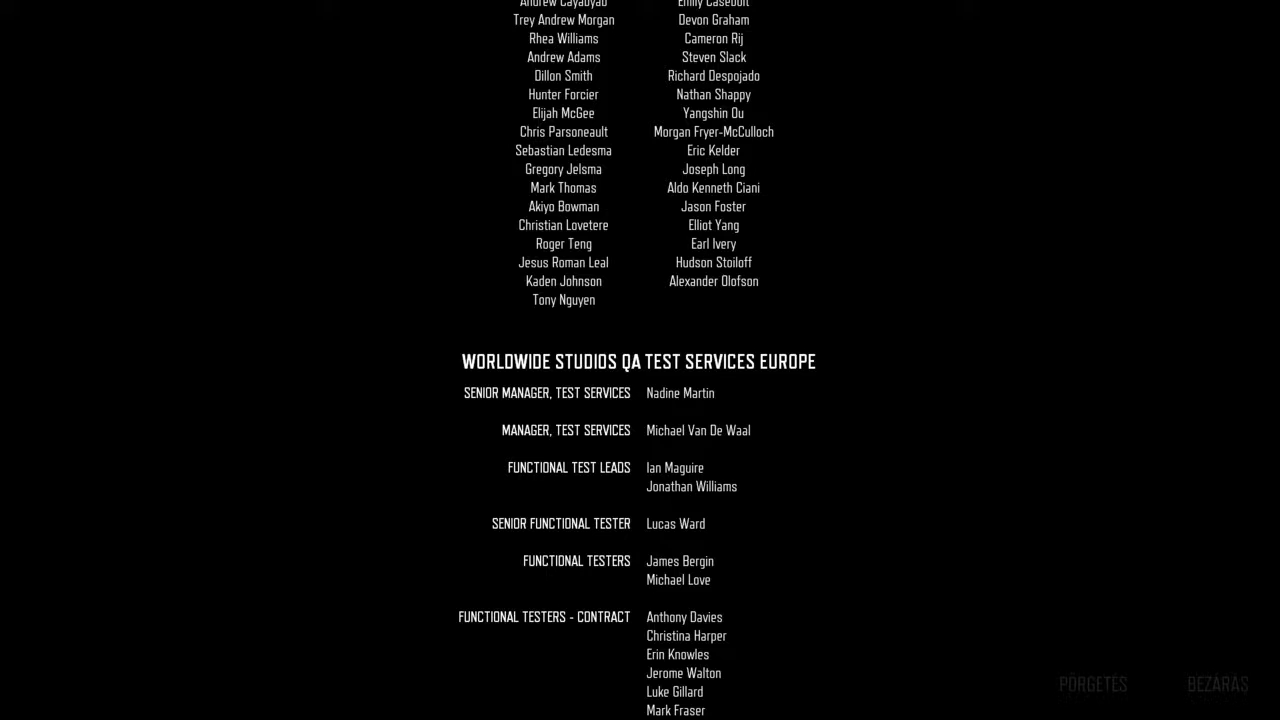 Andrew Cayabyab Emily Casebolt
Trey Andrew Morgan Devon Graham
Rhea Williams Cameron Rij
Andrew Adams Steven Slack
Dillon Smith Richard Despojado
Hunter Forcier Nathan Shappy
Elijah McGee Yangshin Ou
Chris Parsoneault Morgan Fryer-McCulloch
Sebastian Ledesma Eric Kelder
Gregory Jelsma Joseph Long
Mark Thomas Aldo Kenneth Ciani
Akiyo Bowman Jason Foster
Christian Lovetere Elliot Yang
Roger Teng Earl Ivery
Jesus Roman Leal Hudson Stoiloff
Kaden Johnson Alexander Olofson
Tony Nguyen
WORLDWIDE STUDIOS QA TEST SERVICES EUROPE
SENIOR MANAGER, TEST SERVICES Nadine Martin
MANAGER, TEST SERVICES Michael Van De Waal
FUNCTIONAL TEST LEADS Ian Maguire
Jonathan Williams
SENIOR FUNCTIONAL TESTER Lucas Ward
FUNCTIONAL TESTERS James Bergin
Michael Love
FUNCTIONAL TESTERS - CONTRACT Anthony Davies
Christina Harper
Erin Knowles
Jerome Walton
Luke Gillard
Mark Fraser
PÖRGETÉS BEZÁRÁS